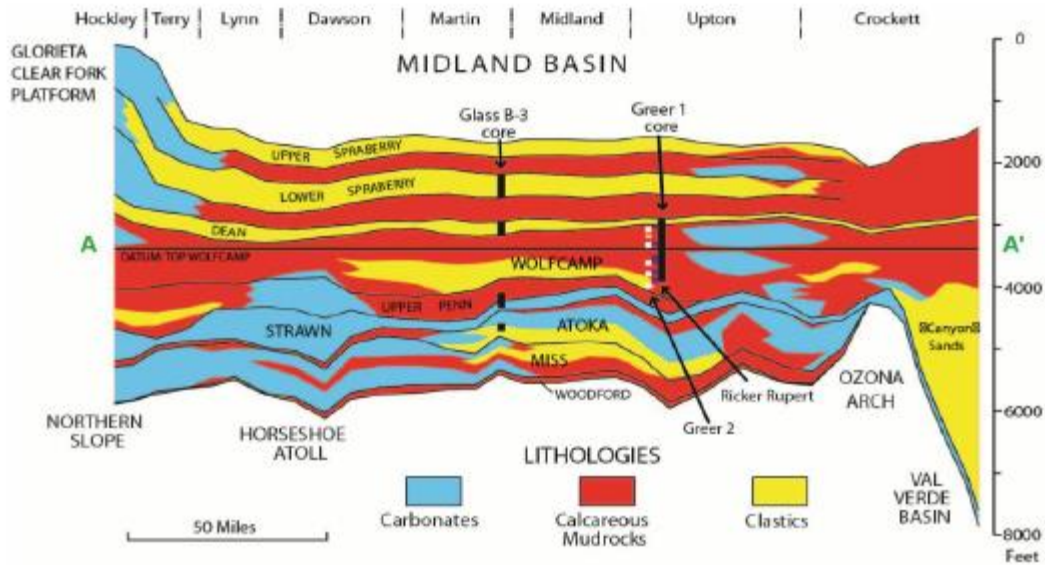 Hockley Terry Lynn Dawson Martin Midland Upton Crockett
GLORIETA
CLEAR FORK
PLATFORM
MIDLAND BASIN
0
Glass B-3
core
Greer 1
core
UPPER SPRABERRY
2000
LOWER SPRABERRY
DEAN
A
A'
DATUM-TOP WOLFCAMP
WOLFCAMP
4000
UPPER PENN
STRAWN
ATOKA
Canyon
Sands
MISS
WOODFORD
Ricker Rupert
OZONA
ARCH
Greer 2
6000
NORTHERN
SLOPE
HORSESHOE
ATOLL
LITHOLOGIES
Carbonates
Calcareous
Mudrocks
Clastics
VAL
VERDE
BASIN
50 Miles
8000
Feet